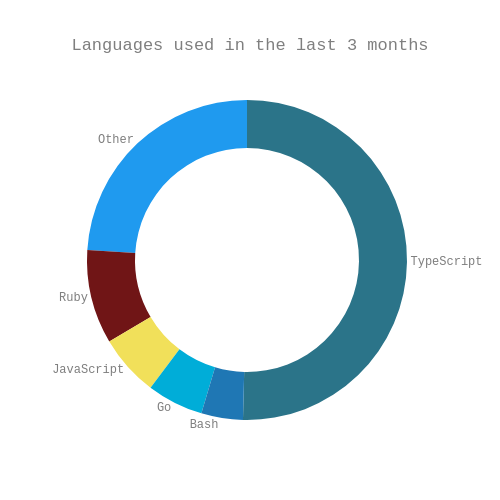 Languages used in the last 3 months
Other
TypeScript
Ruby
JavaScript
Go
Bash